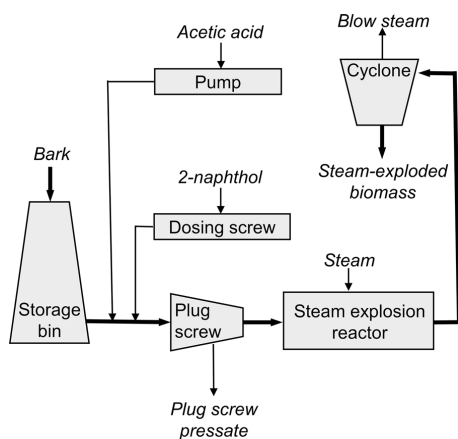 Acetic acid
Pump
Blow steam
Cyclone
Steam-exploded
biomass
Bark
2-naphthol
Dosing screw
Storage
bin
Plug
screw
Steam
Steam explosion
reactor
Plug screw
pressate